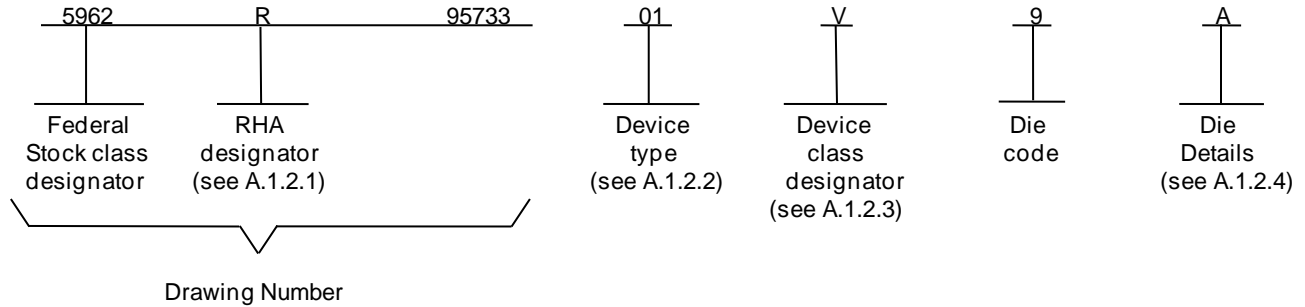 5962 R 95733 01 V 9 A
Federal Stock class designator
RHA designator (see A.1.2.1)
Device type (see A.1.2.2)
Device class designator (see A.1.2.3)
Die code
Die Details (see A.1.2.4)
Drawing Number